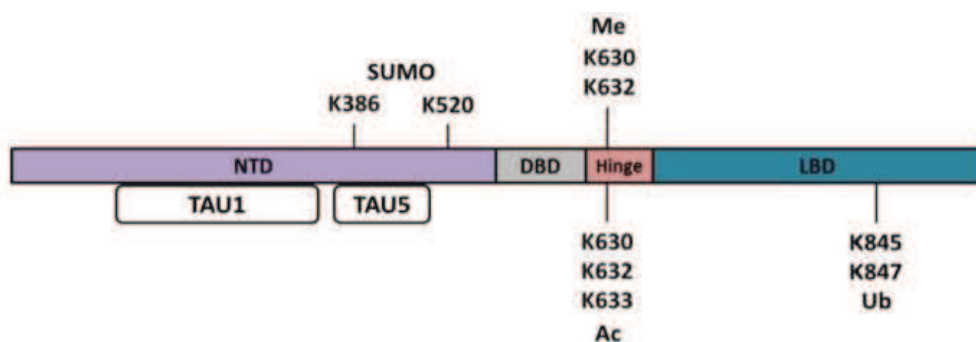 Me
SUMO K630
K386 K520 K632
NTD DBD Hinge LBD
TAU1 TAU5
K630 K845
K632 K847
K633 Ub
Ac